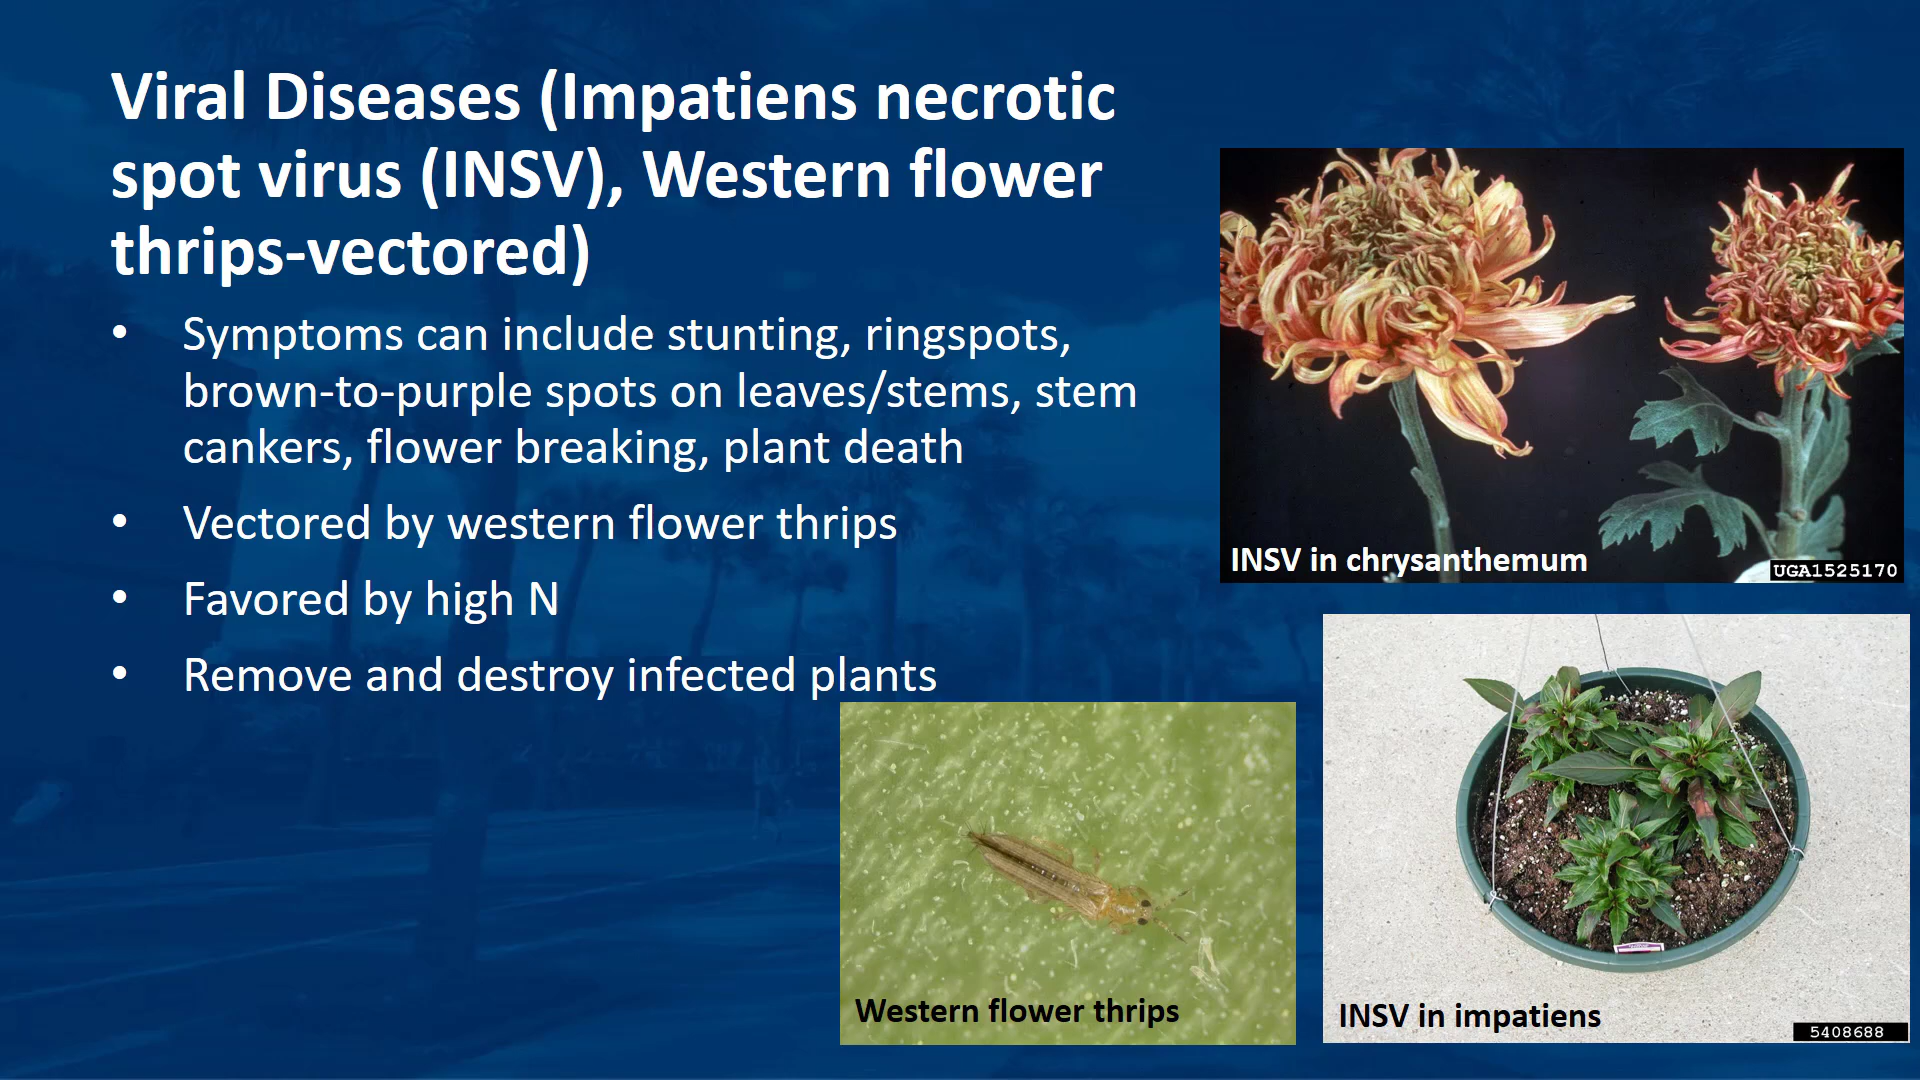 Viral Diseases (Impatiens necrotic
spot virus (INSV), Western flower
thrips-vectored)
• Symptoms can include stunting, ringspots,
brown-to-purple spots on leaves/stems, stem
cankers, flower breaking, plant death
• Vectored by western flower thrips
• Favored by high N
• Remove and destroy infected plants
INSV in chrysanthemum
UGA1525170
Western flower thrips
INSV in impatiens
5408688